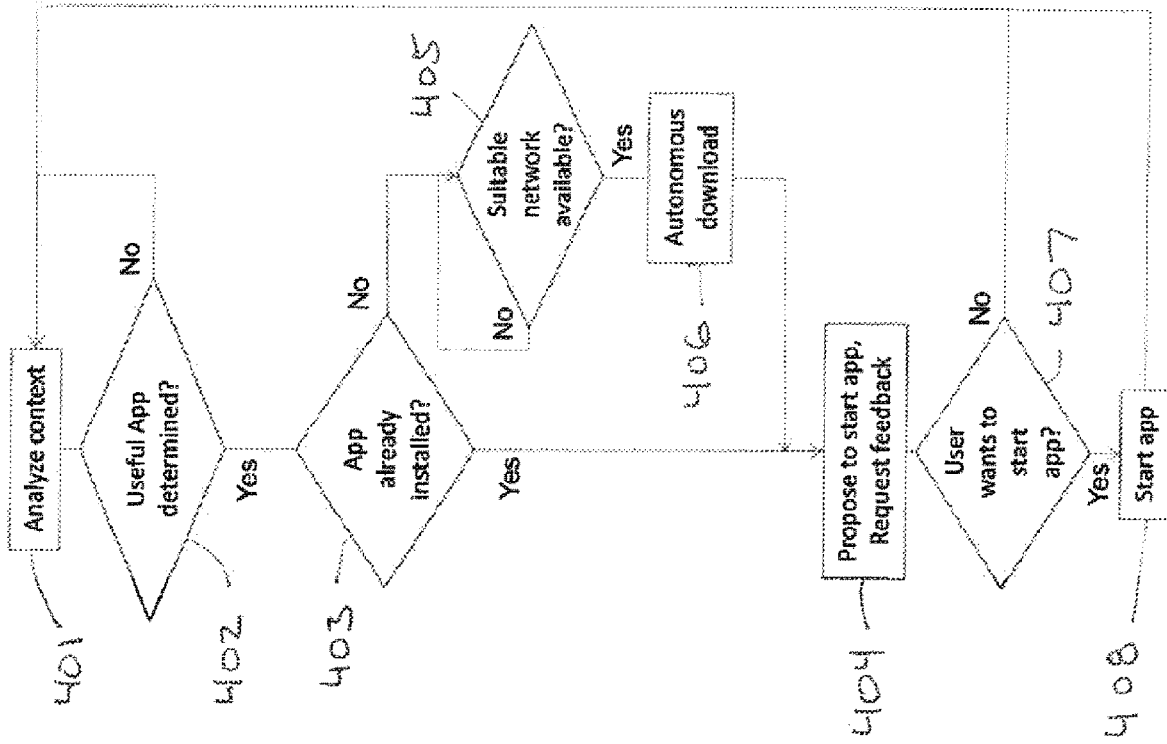 401
Analyze context
402
Useful App
determined?
No
Yes
403
App
already
installed?
No
Yes
405
Suitable
network
available?
No
Yes
406
Autonomous
download
404
Propose to start app,
Request feedback
407
User
wants to
start
app?
No
Yes
408
Start app